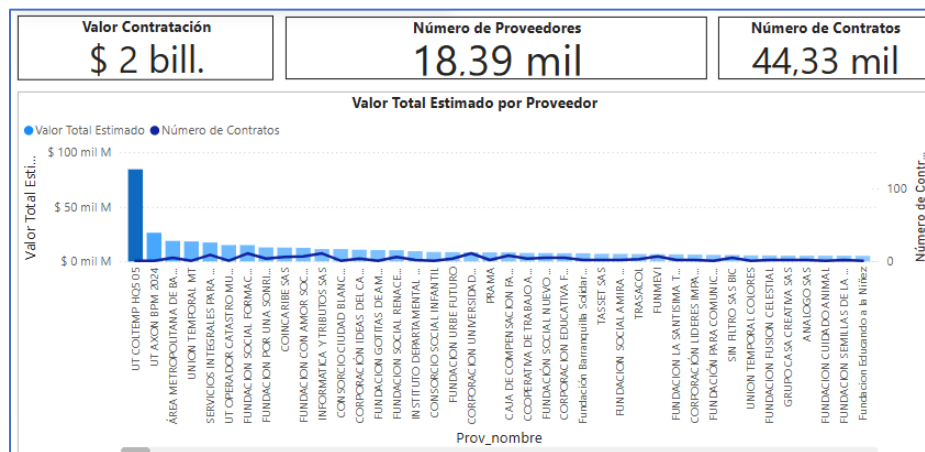 Valor Contratación
$ 2 bill.
Número de Proveedores
18,39 mil
Número de Contratos
44,33 mil
Valor Total Estimado por Proveedor
Valor Total Estimado
Número de Contratos
Valor Total Esti...
$ 100 mil M
$ 50 mil M
$ 0 mil M
100
0
Número de Contr...
UT COLTEMP HQ5 05
UT AXON BPM 2024
ÁREA METROPOLITANA DE BA...
UNION TEMPORAL MT
SERVICIOS INTEGRALES PARA ...
UT OPERADOR CATASTRO MU...
FUNDACION SOCIAL FORMAC...
FUNDACION POR UNA SONRI...
COINCARIBE SAS
FUNDACION CON AMOR SOC...
INFORMATICA Y TRIBUTOS SAS
CONSORCIO CIUDAD BLANC...
CORPORACIÓN IDEAS DEL CA...
FUNDACION GOTITAS DE AM...
FUNDACION SOCIAL RENACE...
INSTITUTO DEPARTAMENTAL ...
CONSORCIO SOCIAL INFANTIL
FUNDACION URBE FUTURO
CORPORACION UNIVERSIDAD...
PRAMA
CAJA DE COMPENSACION FA...
COOPERATIVA DE TRABAJO A...
FUNDACIÓN SOCIAL NUEVO ...
CORPORACION EDUCATIVA F...
Fundación Barranquilla Solidar...
TASSET SAS
FUNDACION SOCIAL AMIRA ...
TRASACOL
FUNMEVI
FUNDACION LA SANTISIMA T...
CORPORACIÓN LIDERES IMPA...
FUNDACIÓN PARA COMUNIC...
SIN FILTRO SAS BIC
UNION TEMPORAL COLORES
FUNDACION FUSION CELESTIAL
GRUPO CASA CREATIVA SAS
ANALOGO SAS
FUNDACION CUIDADO ANIMAL
FUNDACION SEMILLAS DE LA ...
Fundacion Educando a la Niñez
Prov_nombre